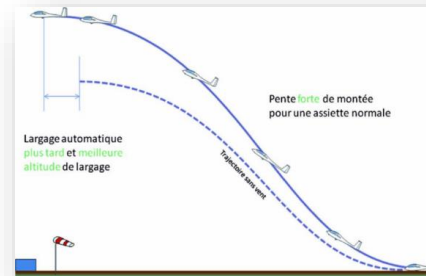 Pente forte de montée
pour une assiette normale
Largage automatique
plus tard et meilleure
altitude de largage
Trajectoire sans vent